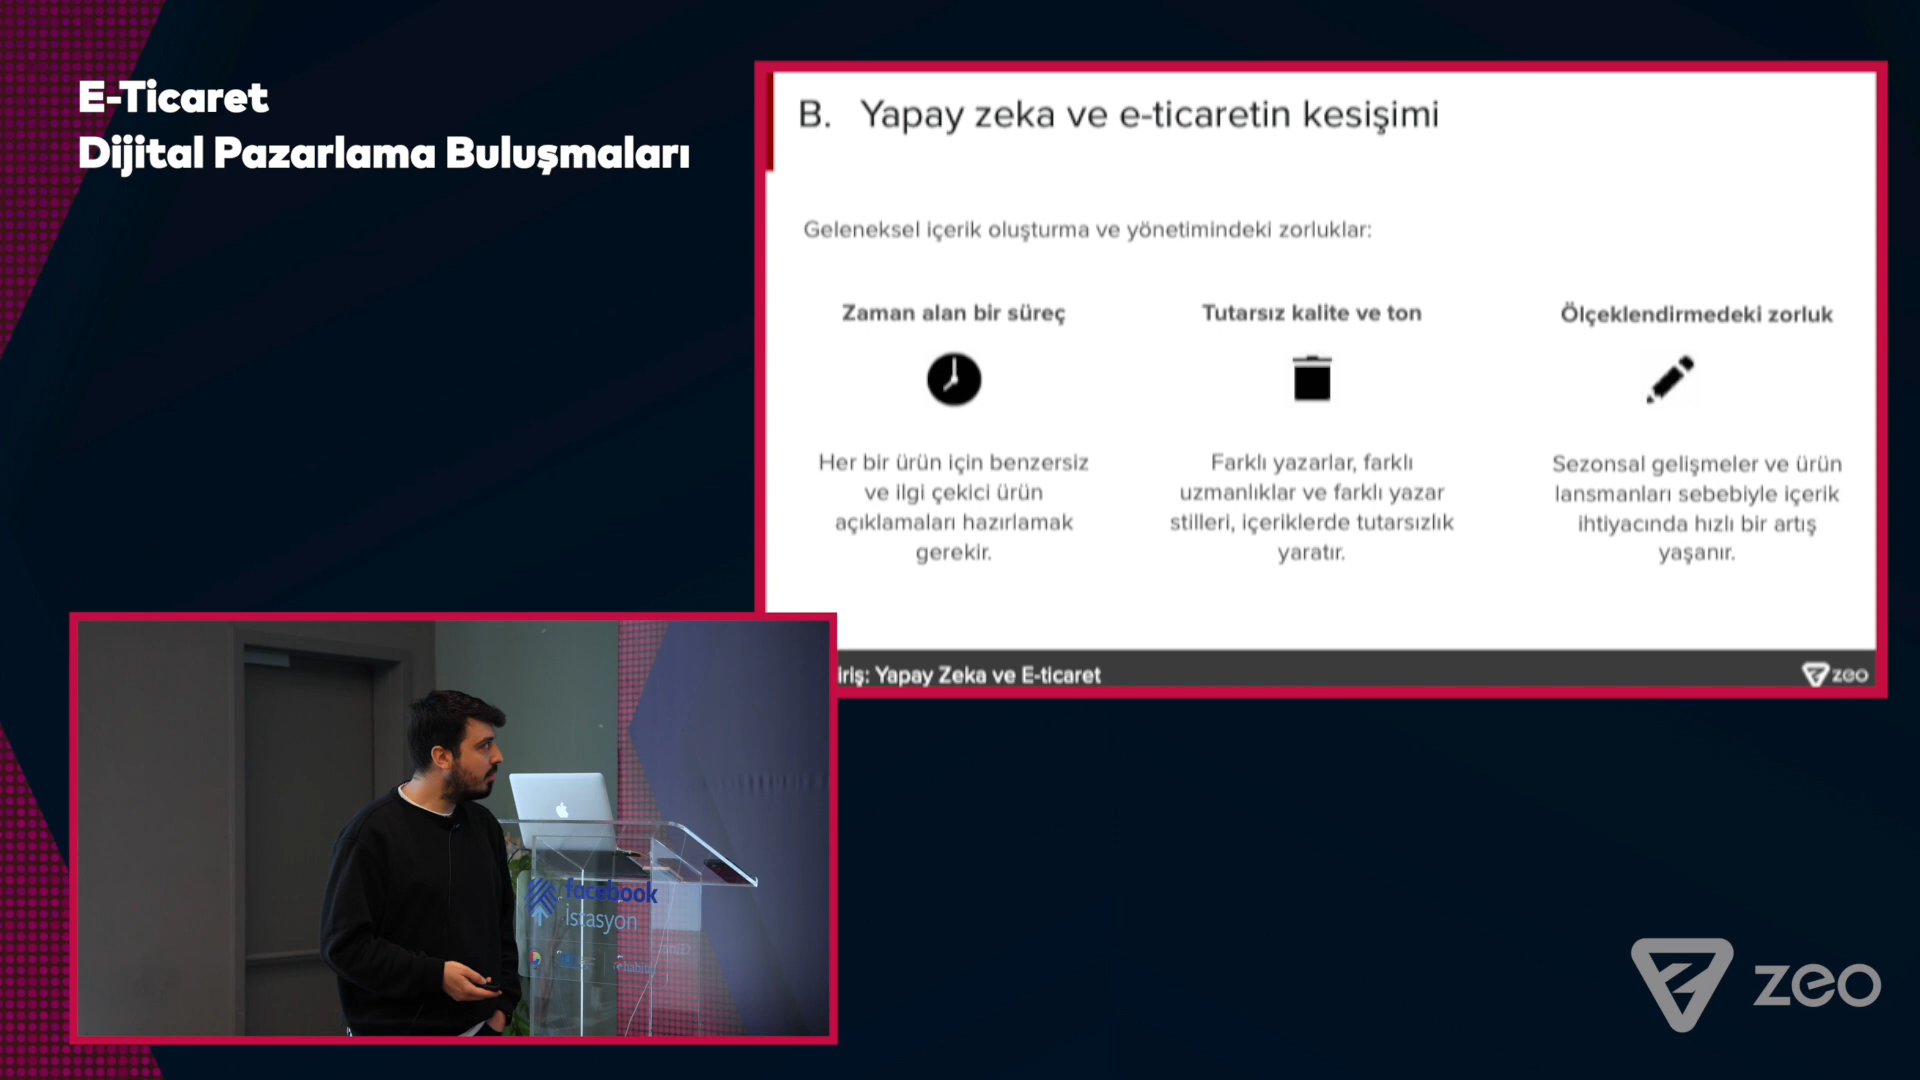 E-Ticaret
Dijital Pazarlama Buluşmaları
B. Yapay zeka ve e-ticaretin kesişimi
Geleneksel içerik oluşturma ve yönetimindeki zorluklar:
Zaman alan bir süreç
Her bir ürün için benzersiz
ve ilgi çekici ürün
açıklamaları hazırlamak
gerekir.
Tutarsız kalite ve ton
Farklı yazarlar, farklı
uzmanlıklar ve farklı yazar
stilleri, içeriklerde tutarsızlık
yaratır.
Ölçeklendirmedeki zorluk
Sezonsal gelişmeler ve ürün
lansmanları sebebiyle içerik
ihtiyacında hızlı bir artış
yaşanır.
Yapay Zeka ve E-ticaret
zeo
facebook
İstasyon
zeo